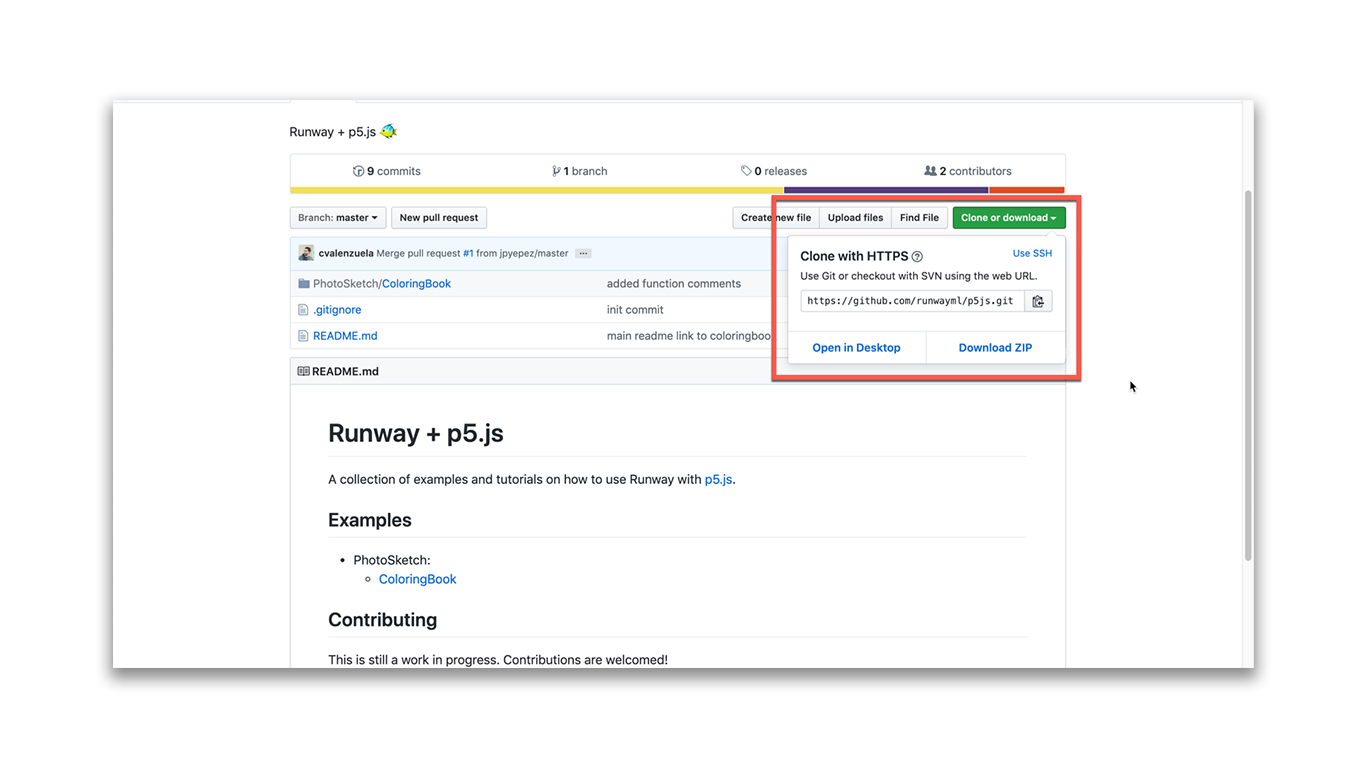 Runway + p5.js
9 commits
1 branch
0 releases
2 contributors
Branch: master
New pull request
Create new file
Upload files
Find File
Clone or download
cvalenzuela Merge pull request #1 from jpyepez/master ...
PhotoSketch/ColoringBook
added function comments
.gitignore
init commit
README.md
main readme link to coloringboo
Clone with HTTPS ?
Use SSH
Use Git or checkout with SVN using the web URL.
https://github.com/runwayml/p5js.git
Open in Desktop
Download ZIP
README.md
Runway + p5.js
A collection of examples and tutorials on how to use Runway with p5.js.
Examples
• PhotoSketch:
◦ ColoringBook
Contributing
This is still a work in progress. Contributions are welcomed!